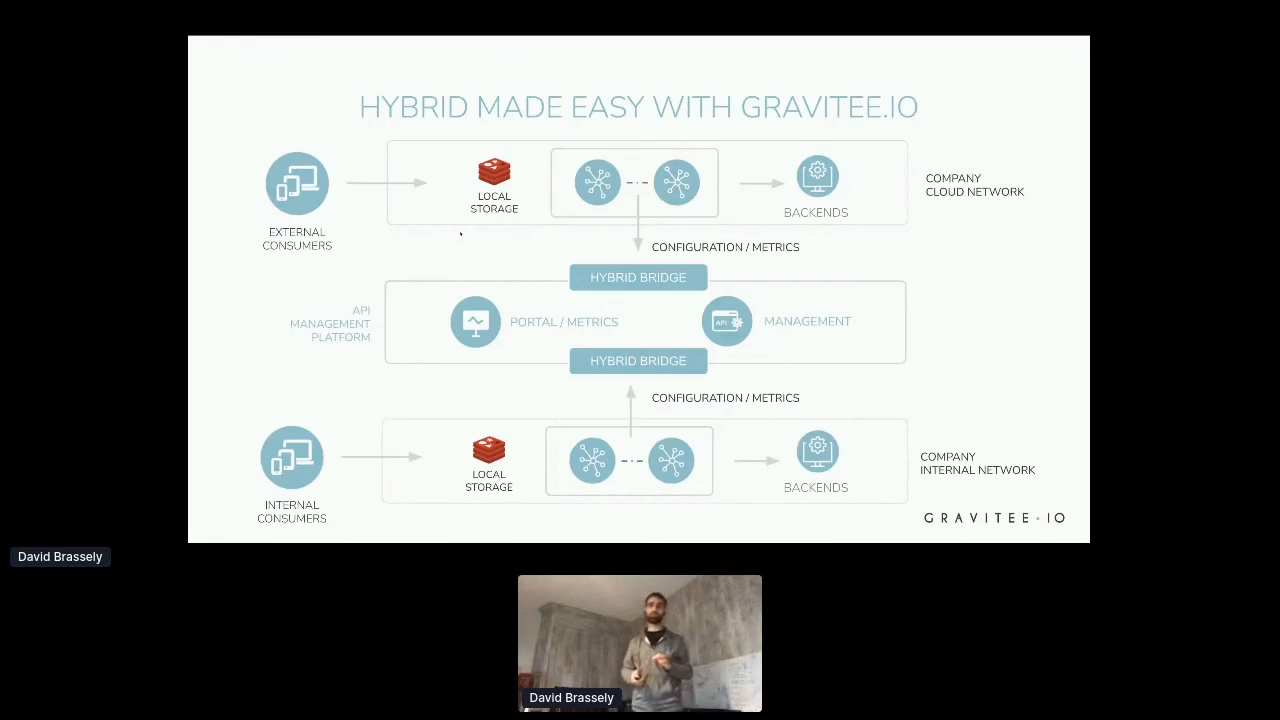 HYBRID MADE EASY WITH GRAVITEE.IO
EXTERNAL
CONSUMERS
LOCAL
STORAGE
BACKENDS
COMPANY
CLOUD NETWORK
CONFIGURATION / METRICS
HYBRID BRIDGE
API
MANAGEMENT
PLATFORM
PORTAL / METRICS
API
MANAGEMENT
HYBRID BRIDGE
CONFIGURATION / METRICS
INTERNAL
CONSUMERS
LOCAL
STORAGE
BACKENDS
COMPANY
INTERNAL NETWORK
GRAVITEE·IO
David Brassely
David Brassely